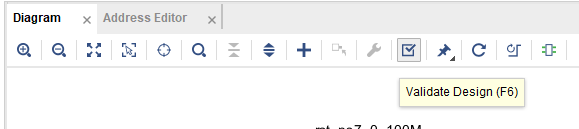 Diagram
Address Editor
Validate Design (F6)